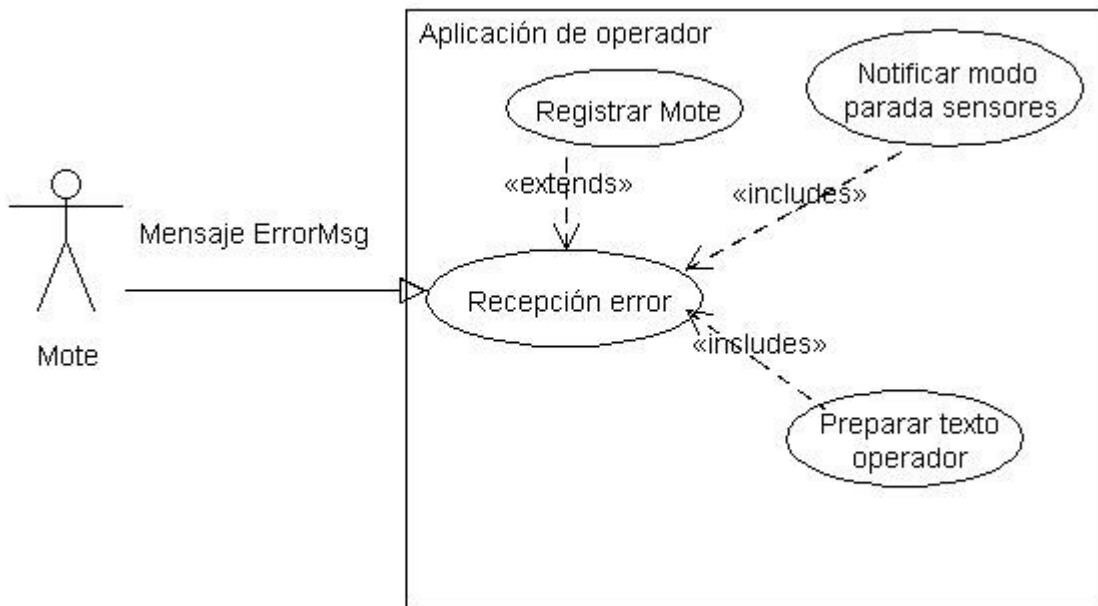 Aplicación de operador
Notificar modo
parada sensores
Registrar Mote
«extends»
«includes»
Mensaje ErrorMsg
Recepción error
«includes»
Mote
Preparar texto
operador